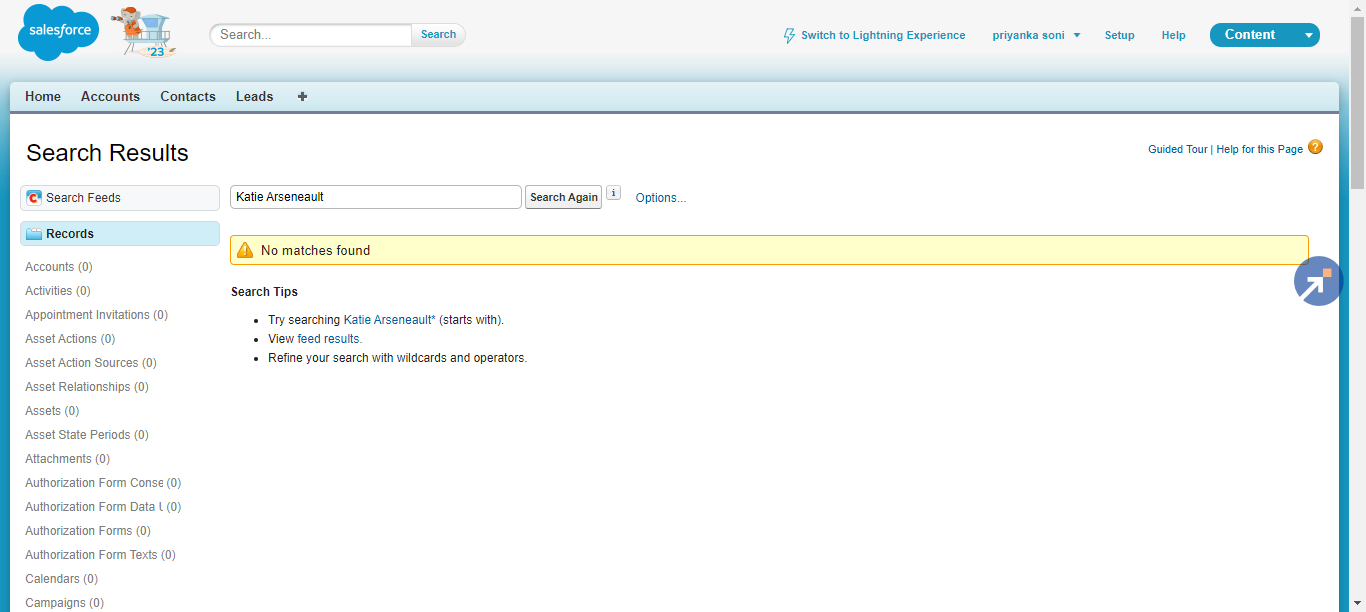 salesforce
'23
Search...
Search
Switch to Lightning Experience
priyanka soni
Setup
Help
Content
Home
Accounts
Contacts
Leads
+
Search Results
Guided Tour | Help for this Page
?
Search Feeds
Katie Arseneault
Search Again
i
Options...
Records
No matches found
Search Tips
Try searching Katie Arseneault* (starts with).
View feed results.
Refine your search with wildcards and operators.
Accounts (0)
Activities (0)
Appointment Invitations (0)
Asset Actions (0)
Asset Action Sources (0)
Asset Relationships (0)
Assets (0)
Asset State Periods (0)
Attachments (0)
Authorization Form Conse (0)
Authorization Form Data U (0)
Authorization Forms (0)
Authorization Form Texts (0)
Calendars (0)
Campaigns (0)